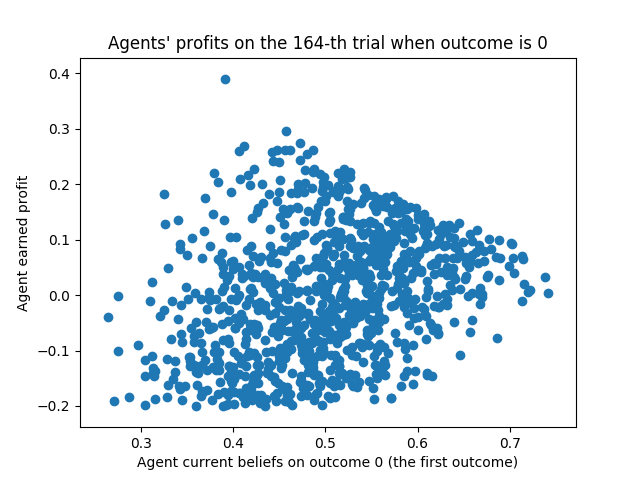 Agents' profits on the 164-th trial when outcome is 0
0.4
0.3
0.2
0.1
0.0
−0.1
−0.2
Agent earned profit
0.3 0.4 0.5 0.6 0.7
Agent current beliefs on outcome 0 (the first outcome)